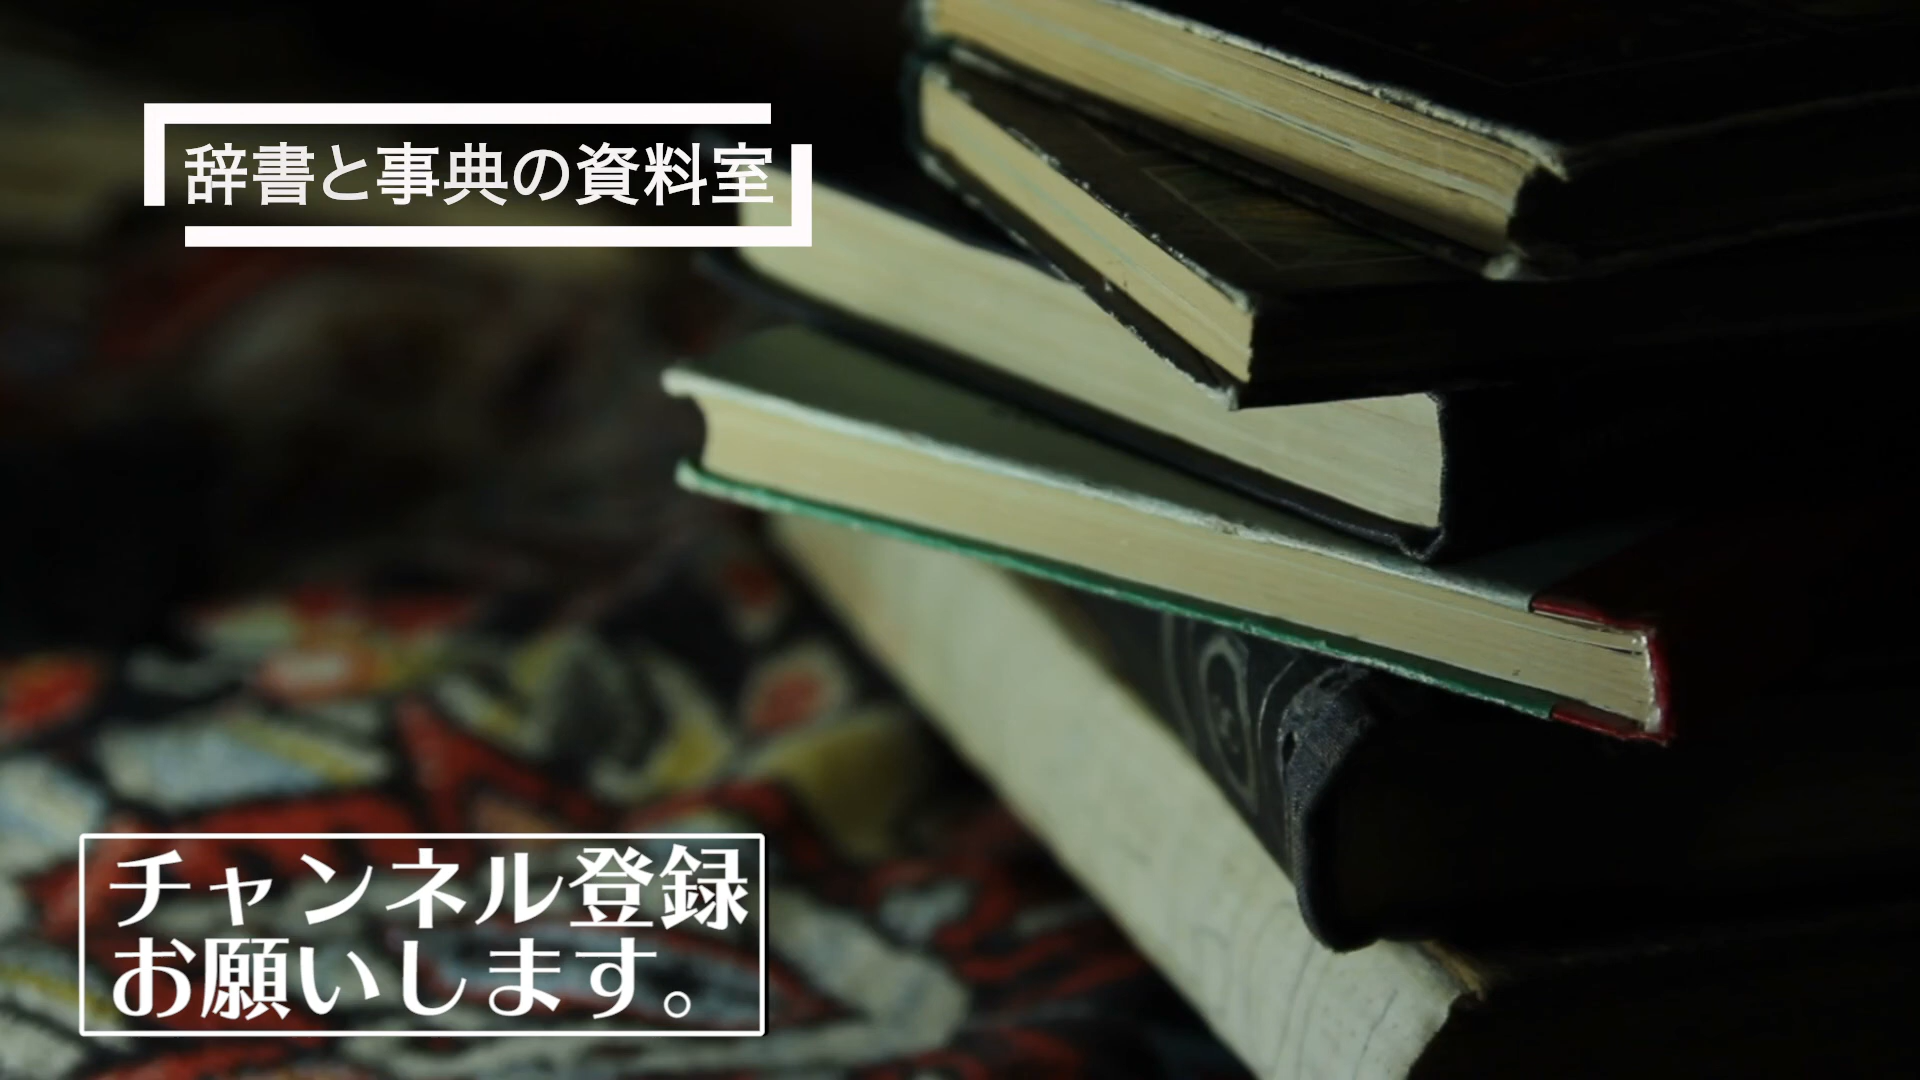 辞書と事典の資料室
チャンネル登録
お願いします。